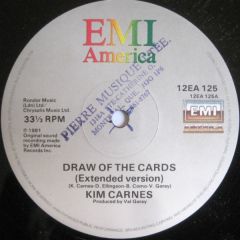 EMI
America
Rondor Music
(Ldn) Ltd./
Chrysalis Music Ltd.
33⅓ RPM
℗ 1981
Original sound
recording made
by EMI America
Records Inc.
12EA 125
12EA 125A
EMI
PIERRE MUSIQUE
DRAW OF THE CARDS
(Extended version)
(K. Carnes-D. Ellingson-B. Cuomo-V. Garay)
KIM CARNES
Produced by Val Garay